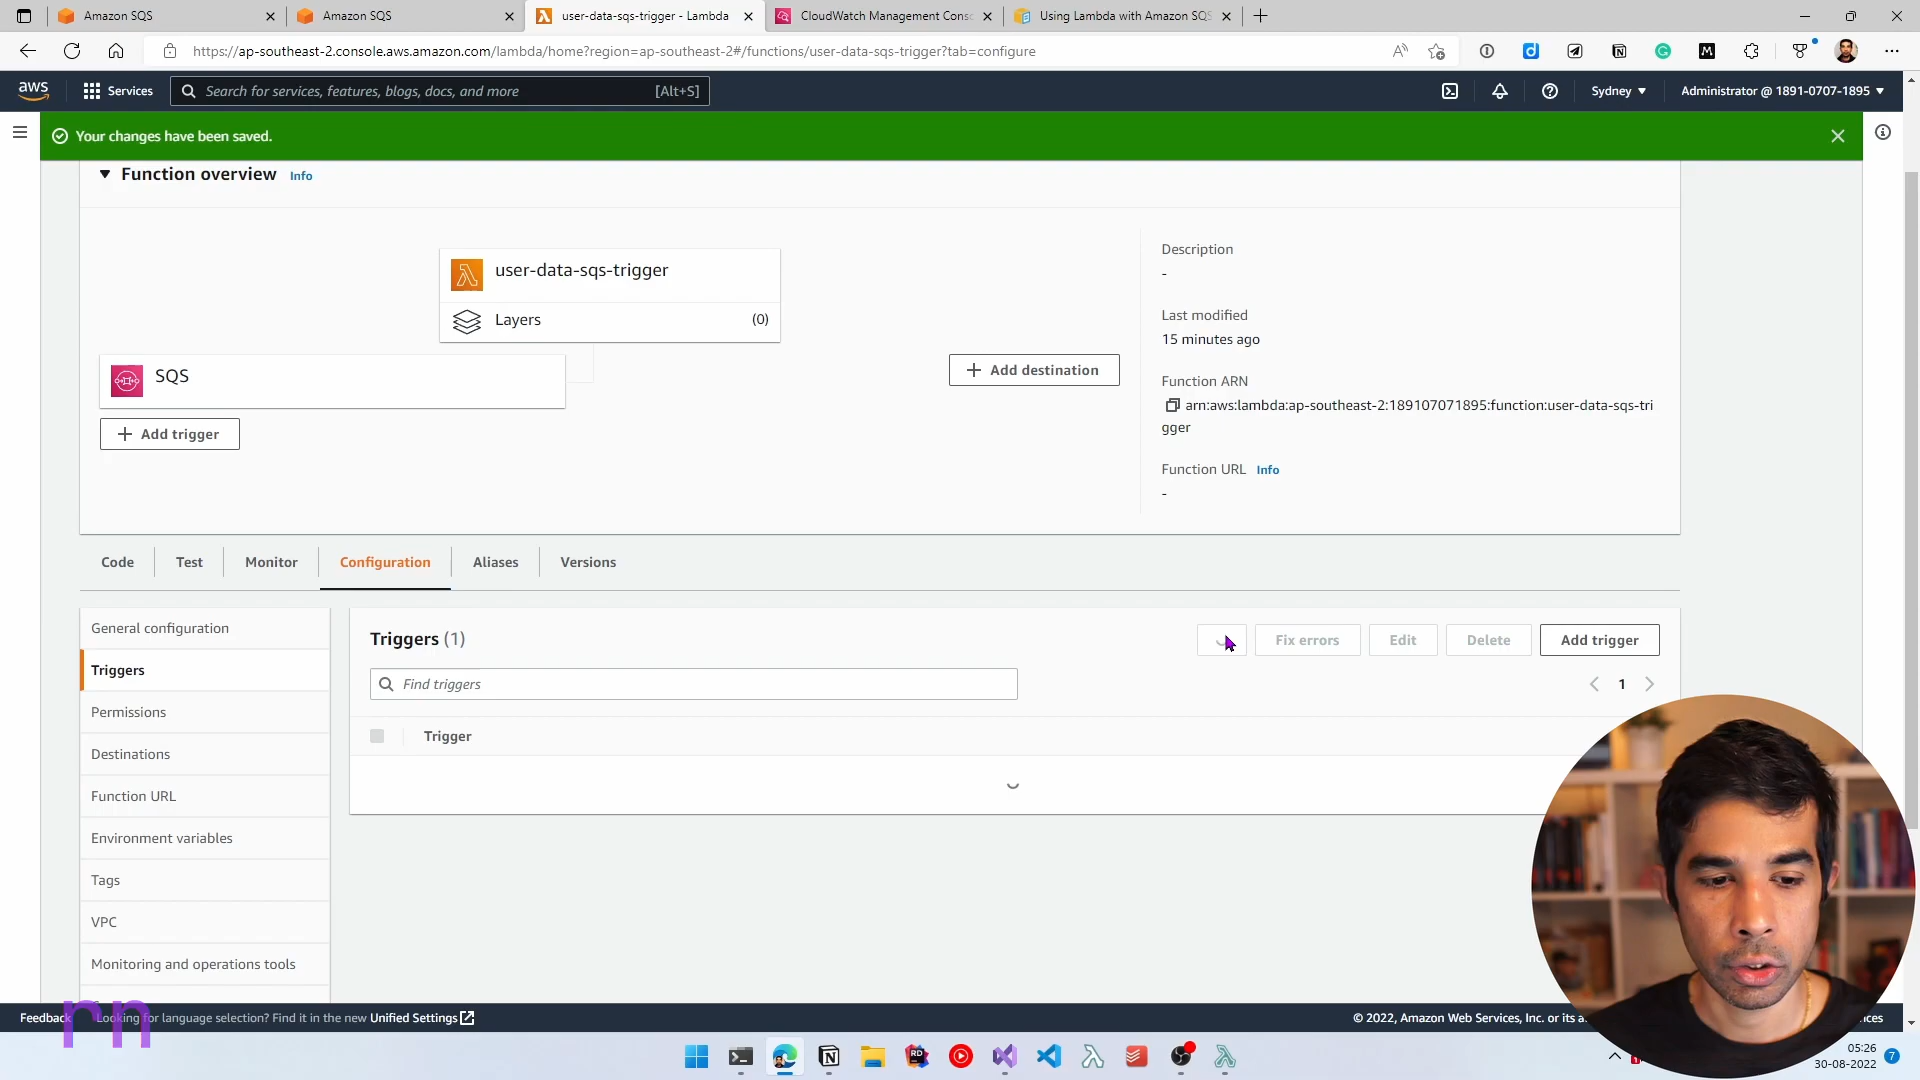 Amazon SQS
Amazon SQS
user-data-sqs-trigger - Lambda
CloudWatch Management Cons
Using Lambda with Amazon SQS
https://ap-southeast-2.console.aws.amazon.com/lambda/home?region=ap-southeast-2#/functions/user-data-sqs-trigger?tab=configure
aws
Services
Search for services, features, blogs, docs, and more
[Alt+S]
Sydney
Administrator @ 1891-0707-1895
Your changes have been saved.
Function overview
Info
user-data-sqs-trigger
Layers
(0)
SQS
Add trigger
Add destination
Description
-
Last modified
15 minutes ago
Function ARN
arn:aws:lambda:ap-southeast-2:189107071895:function:user-data-sqs-tri
gger
Function URL Info
-
Code
Test
Monitor
Configuration
Aliases
Versions
General configuration
Triggers
Permissions
Destinations
Function URL
Environment variables
Tags
VPC
Monitoring and operations tools
Triggers (1)
Fix errors
Edit
Delete
Add trigger
Find triggers
1
Trigger
Feedback
Looking for language selection? Find it in the new Unified Settings
rn
© 2022, Amazon Web Services, Inc. or its
05:26
30-08-2022
7